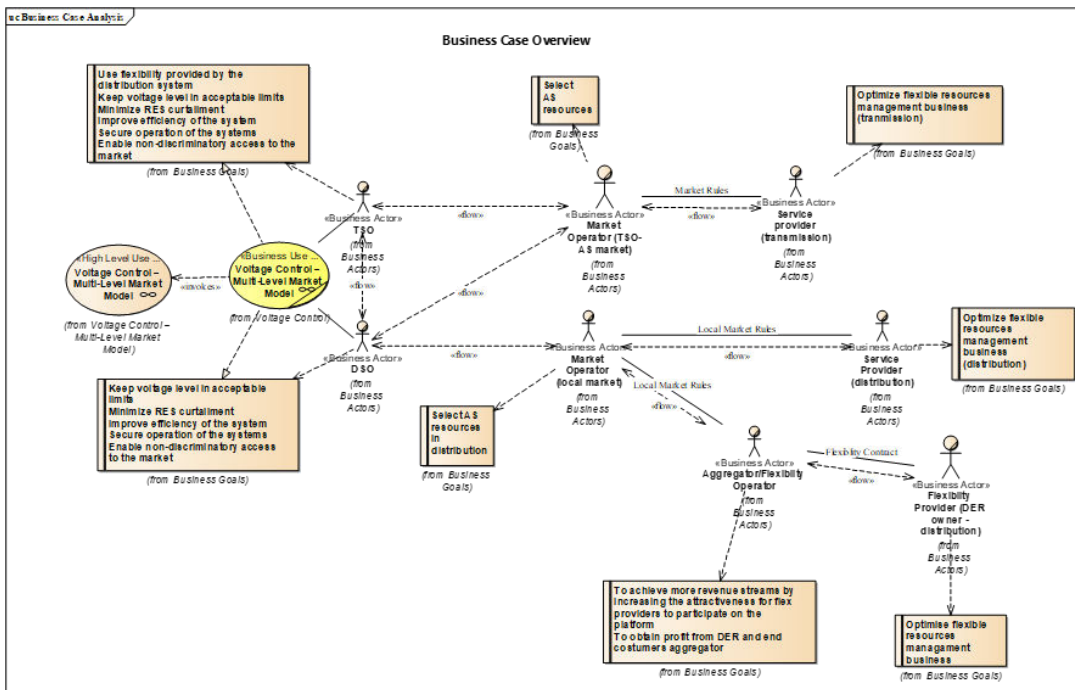 uc Business Case Analysis
Business Case Overview
Use flexibility provided by the
distribution system
Keep voltage level in acceptable limits
Minimize RES curtailment
Improve efficiency of the system
Secure operation of the systems
Enable non-discriminatory access to the
market
(from Business Goals)
Select
AS
resources
(from Business
Goals)
Optimize flexible resources
management business
(tranmission)
(from Business Goals)
«Business Actor»
TSO
(from
Business
Actors)
«flow»
«Business Actor»
Market
Operator (TSO-
AS market)
(from
Business
Actors)
Market Rules
«flow»
«Business Actor»
Service
provider
(transmission)
(from
Business
Actors)
«High Level Use ...
Voltage Control –
Multi-Level Market
Model
(from Voltage Control –
Multi-Level Market
Model)
«invokes»
«Business Use ...
Voltage Control –
Multi-Level Market
Model
(from Voltage Control)
«flow»
«flow»
«Business Actor»
DSO
(from
Business
Actors)
«flow»
«Business Actor»
Market
Operator
(local market)
(from
Business
Actors)
Local Market Rules
«flow»
«Business Actor»
Service
Provider
(distribution)
(from
Business
Actors)
Optimize flexible
resources
management
business
(distribution)
(from Business Goals)
Keep voltage level in acceptable
limits
Minimize RES curtailment
Improve efficiency of the system
Secure operation of the systems
Enable non-discriminatory access
to the market
(from Business Goals)
Select AS
resources
in
distribution
(from Business
Goals)
Local Market Rules
«flow»
«Business Actor»
Aggregator/Flexiblity
Operator
(from
Business
Actors)
Flexiblity Contract
«flow»
«Business Actor»
Flexiblity
Provider (DER
owner -
distribution)
(from
Business
Actors)
To achieve more revenue streams by
increasing the attractiveness for flex
providers to participate on the
platform
To obtain profit from DER and end
costumers aggregator
(from Business Goals)
Optimise flexible
resources
managament
business
(from Business Goals)